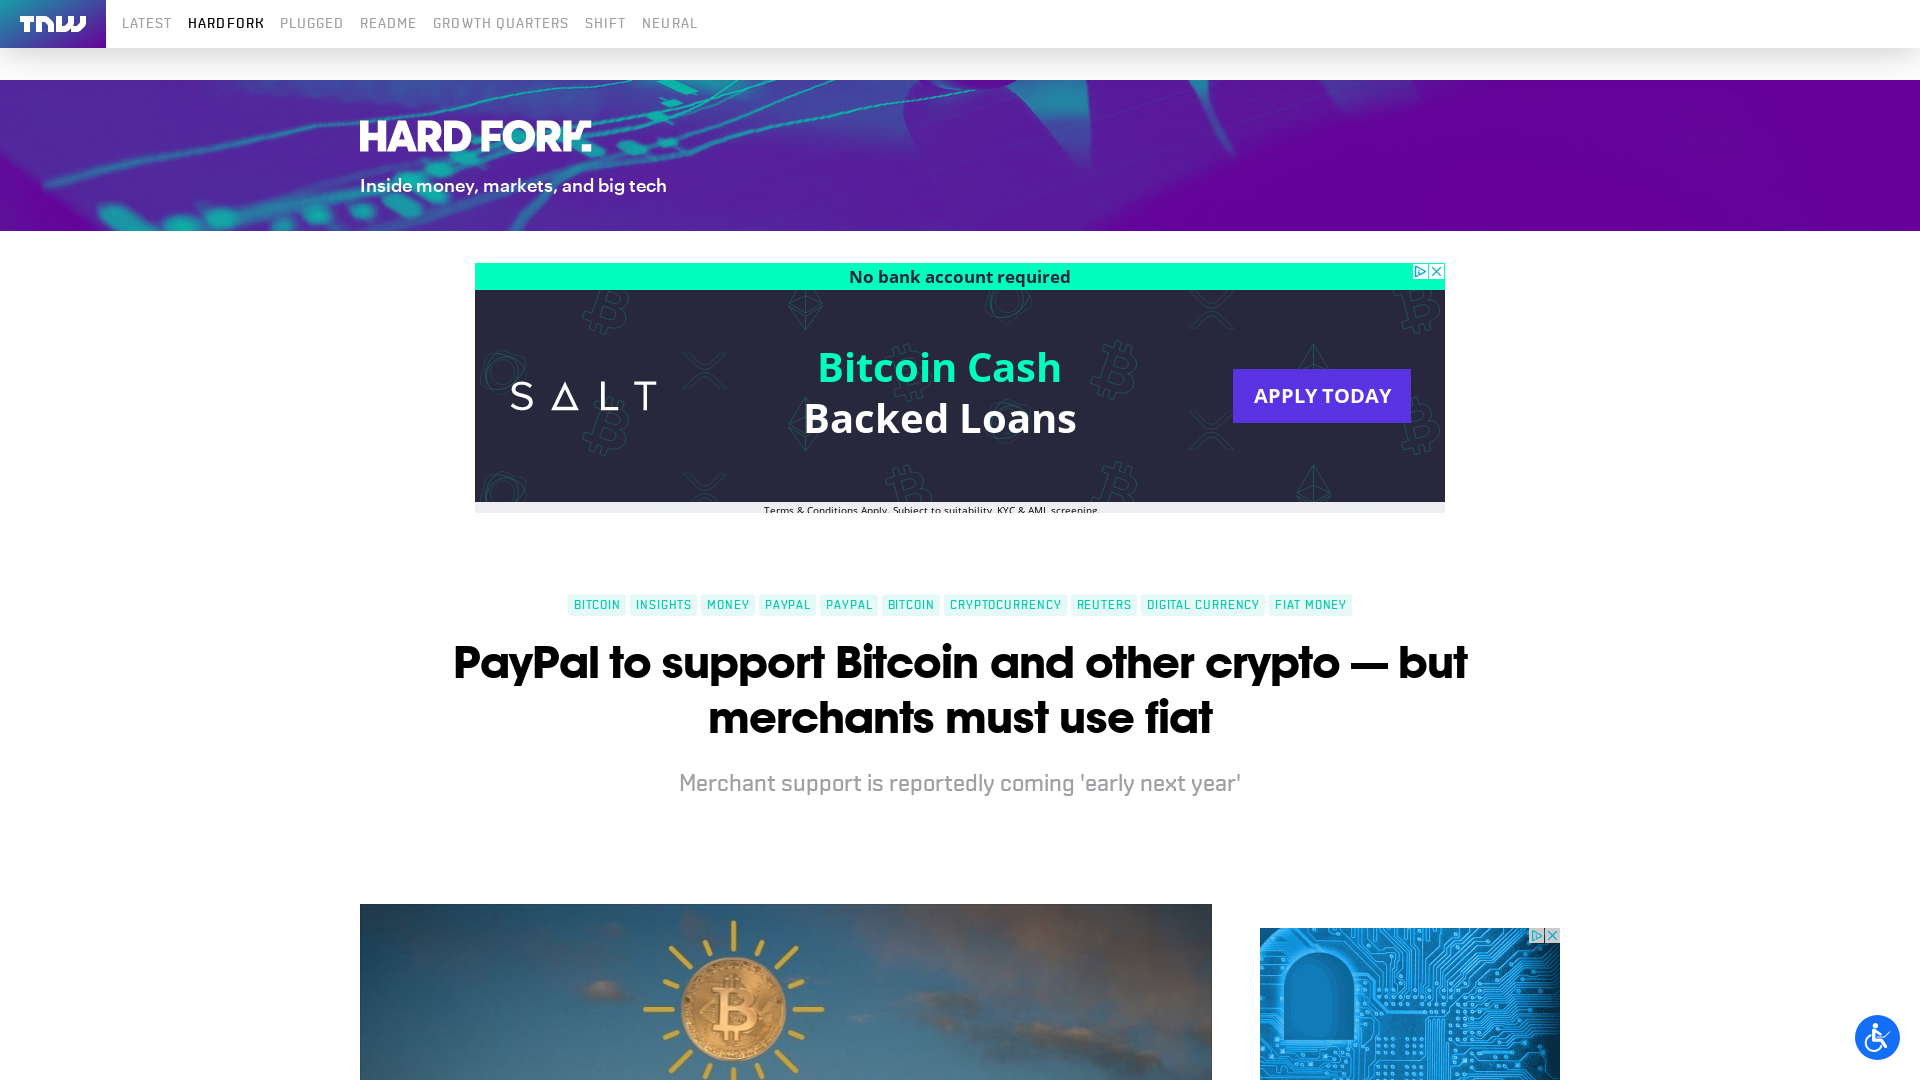 TNW
LATEST
HARDFORK
PLUGGED
README
GROWTH QUARTERS
SHIFT
NEURAL
HARD FORK.
Inside money, markets, and big tech
No bank account required
SALT
Bitcoin Cash
Backed Loans
APPLY TODAY
Terms & Conditions Apply. Subject to suitability, KYC & AML screening.
BITCOIN
INSIGHTS
MONEY
PAYPAL
PAYPAL
BITCOIN
CRYPTOCURRENCY
REUTERS
DIGITAL CURRENCY
FIAT MONEY
PayPal to support Bitcoin and other crypto — but
merchants must use fiat
Merchant support is reportedly coming 'early next year'